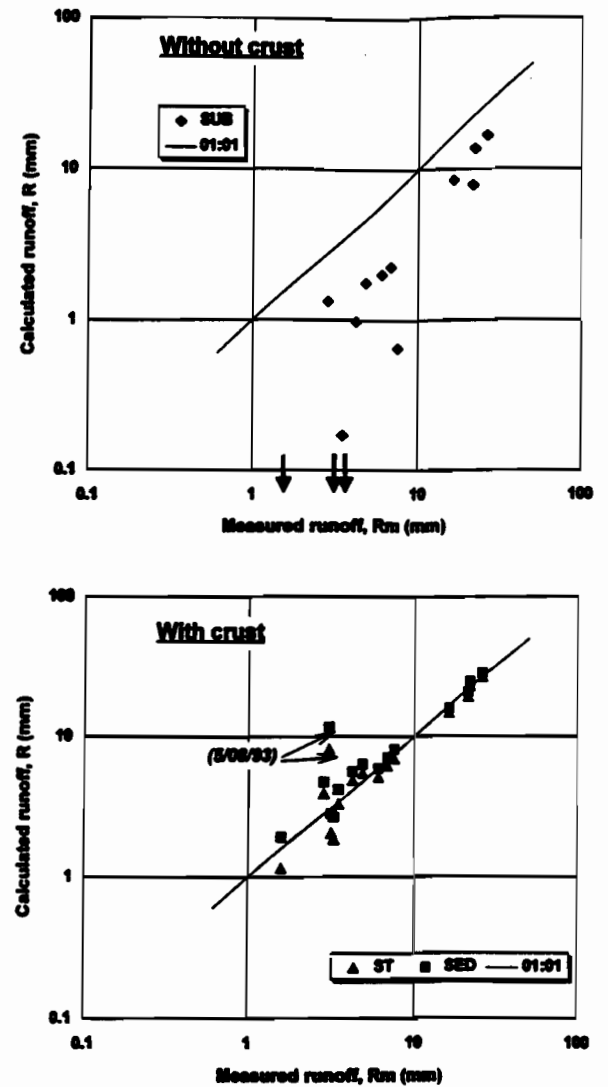 100
Without crust
SUB
01:01
10
1
0.1
Calculated runoff, R (mm)
0.1 1 10 100
Measured runoff, Rm (mm)
100
With crust
10
(5/08/93)
1
ST SED 01:01
0.1
Calculated runoff, R (mm)
0.1 1 10 100
Measured runoff, Rm (mm)